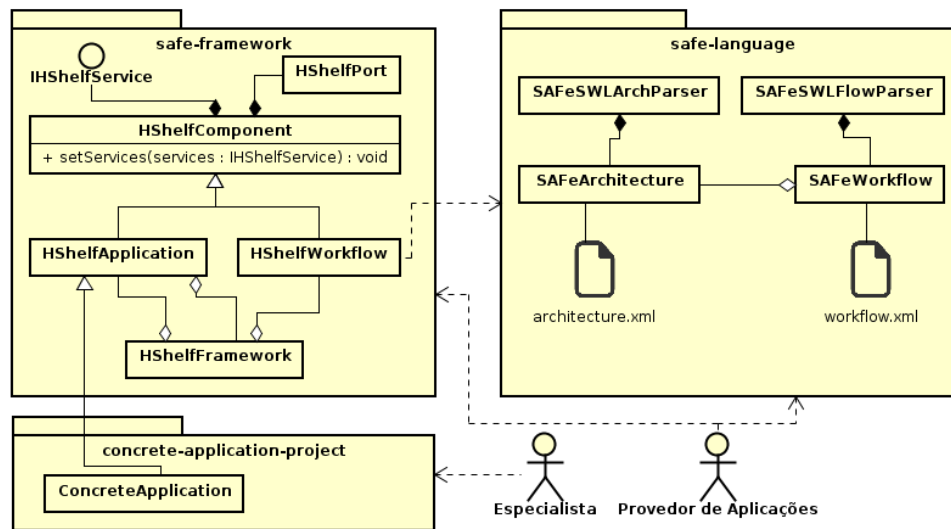 safe-framework
safe-language
IHShelfService
HShelfPort
SAFeSWLArchParser
SAFeSWLFlowParser
HShelfComponent
+ setServices(services : IHShelfService) : void
SAFeArchitecture
SAFeWorkflow
HShelfApplication
HShelfWorkflow
architecture.xml
workflow.xml
HShelfFramework
concrete-application-project
ConcreteApplication
Especialista
Provedor de Aplicações